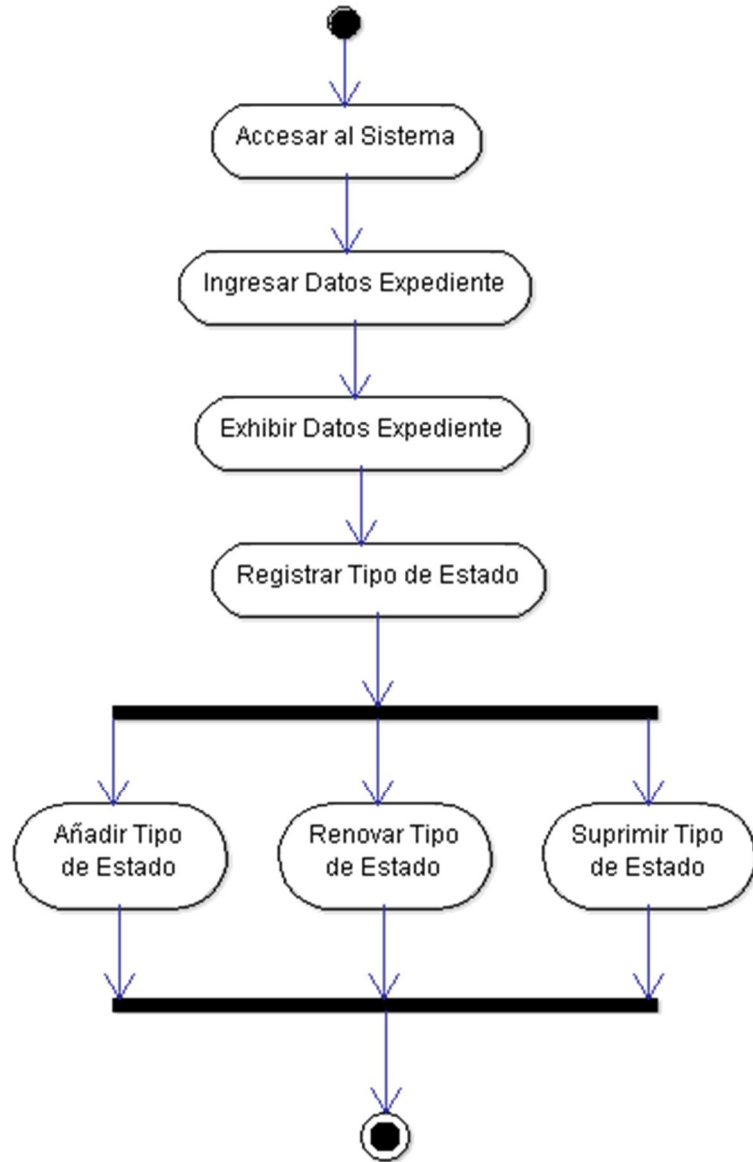 Accesar al Sistema
Ingresar Datos Expediente
Exhibir Datos Expediente
Registrar Tipo de Estado
Añadir Tipo
de Estado
Renovar Tipo
de Estado
Suprimir Tipo
de Estado